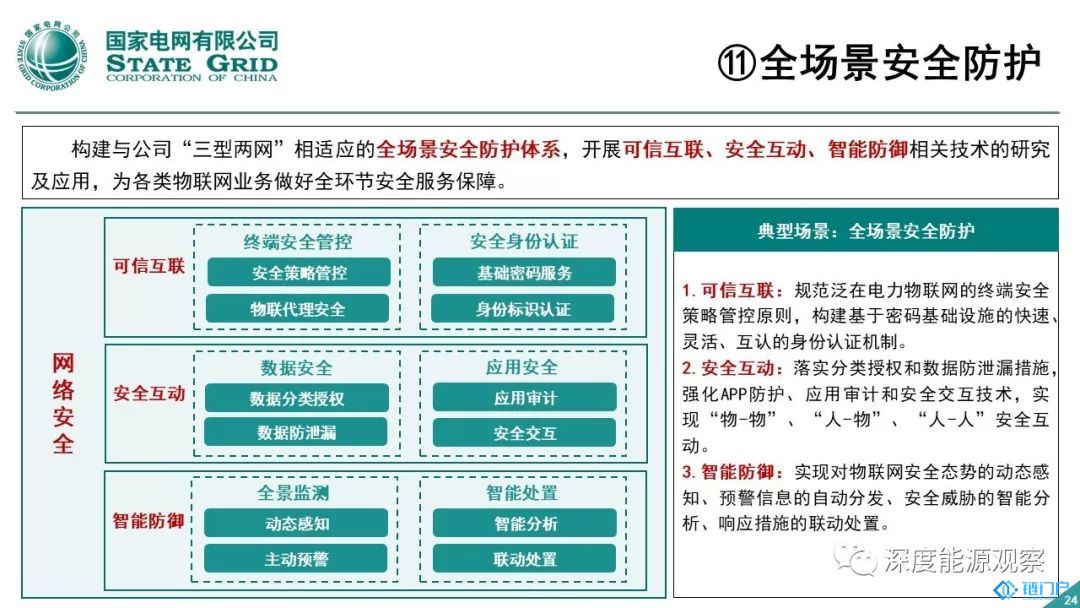 国家电网有限公司
STATE GRID
CORPORATION OF CHINA
⑪全场景安全防护
构建与公司“三型两网”相适应的全场景安全防护体系，开展可信互联、安全互动、智能防御相关技术的研究
及应用，为各类物联网业务做好全环节安全服务保障。
网络安全
可信互联
终端安全管控
安全策略管控
物联代理安全
安全身份认证
基础密码服务
身份标识认证
安全互动
数据安全
数据分类授权
数据防泄漏
应用安全
应用审计
安全交互
智能防御
全景监测
动态感知
主动预警
智能处置
智能分析
联动处置
典型场景：全场景安全防护
1.可信互联：规范泛在电力物联网的终端安全
策略管控原则，构建基于密码基础设施的快速、
灵活、互认的身份认证机制。
2.安全互动：落实分类授权和数据防泄漏措施，
强化APP防护、应用审计和安全交互技术，实
现“物-物”、“人-物”、“人-人”安全互
动。
3.智能防御：实现对物联网安全态势的动态感
知、预警信息的自动分发、安全威胁的智能分
析、响应措施的联动处置。
深度能源观察
链门户
24